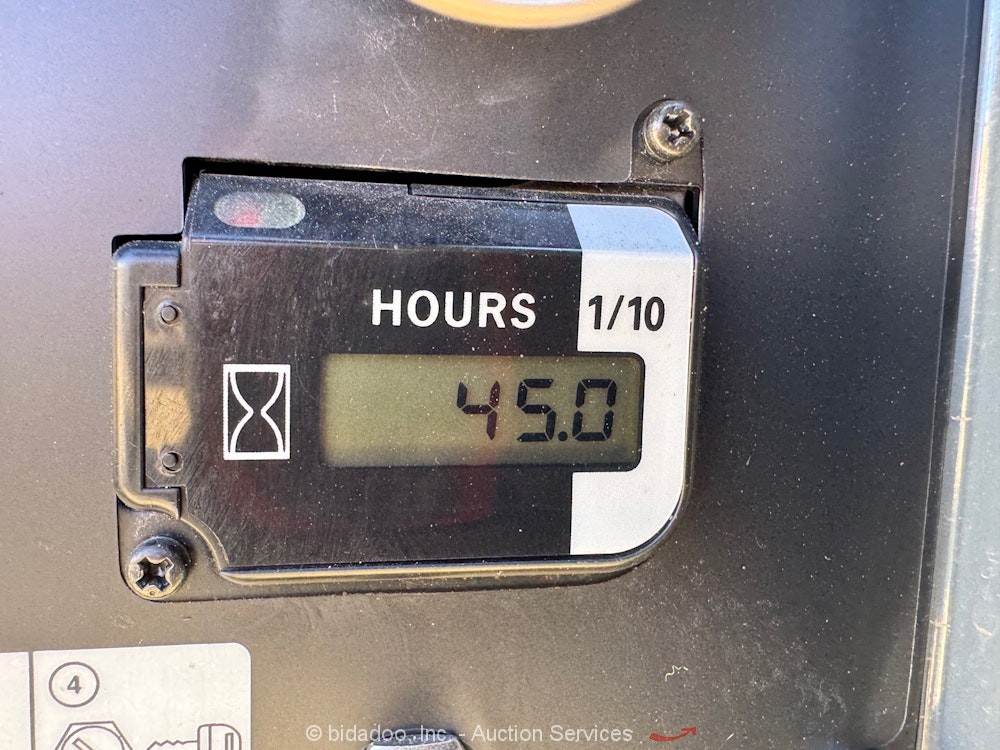 HOURS 1/10
45.0
4
© bidadoo, Inc. - Auction Services